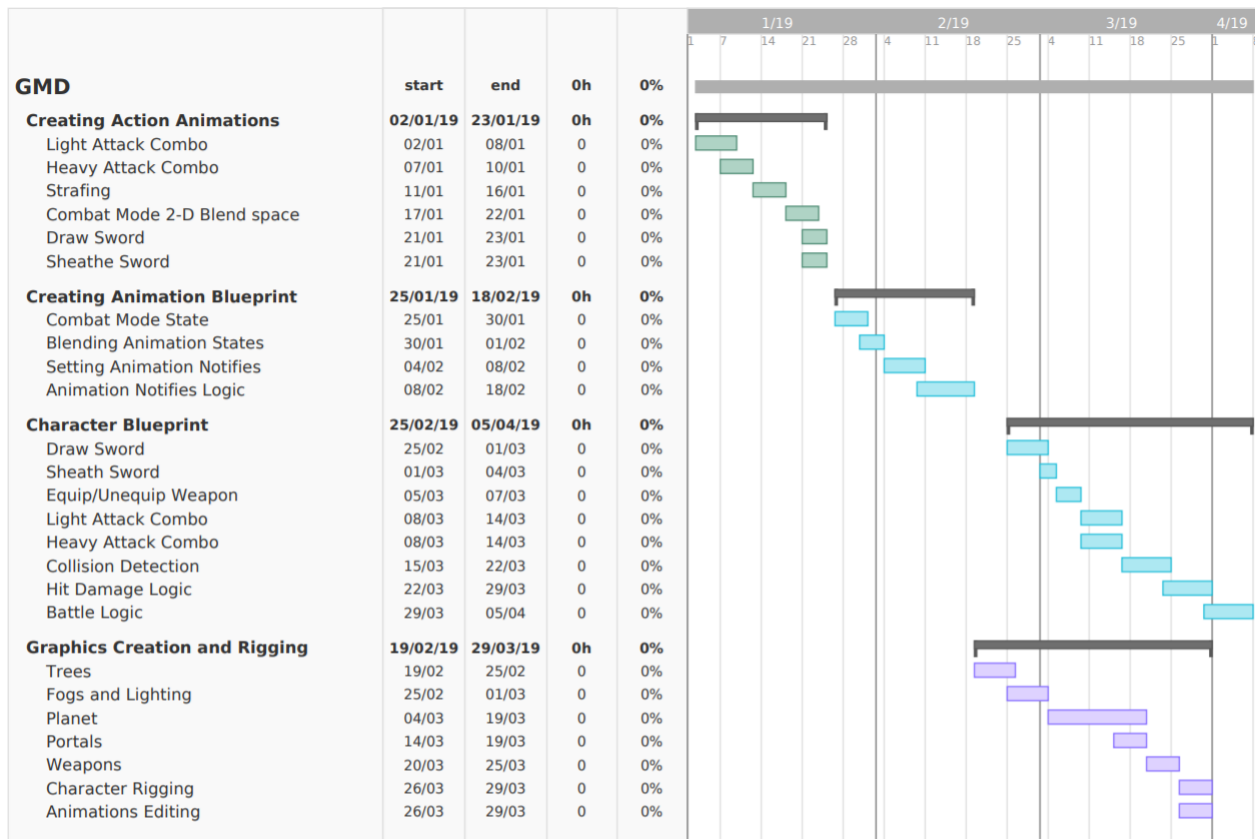 1/19 2/19 3/19 4/19
1 7 14 21 28 4 11 18 25 4 11 18 25 1
GMD start end 0h 0%
Creating Action Animations 02/01/19 23/01/19 0h 0%
Light Attack Combo 02/01 08/01 0 0%
Heavy Attack Combo 07/01 10/01 0 0%
Strafing 11/01 16/01 0 0%
Combat Mode 2-D Blend space 17/01 22/01 0 0%
Draw Sword 21/01 23/01 0 0%
Sheathe Sword 21/01 23/01 0 0%
Creating Animation Blueprint 25/01/19 18/02/19 0h 0%
Combat Mode State 25/01 30/01 0 0%
Blending Animation States 30/01 01/02 0 0%
Setting Animation Notifies 04/02 08/02 0 0%
Animation Notifies Logic 08/02 18/02 0 0%
Character Blueprint 25/02/19 05/04/19 0h 0%
Draw Sword 25/02 01/03 0 0%
Sheath Sword 01/03 04/03 0 0%
Equip/Unequip Weapon 05/03 07/03 0 0%
Light Attack Combo 08/03 14/03 0 0%
Heavy Attack Combo 08/03 14/03 0 0%
Collision Detection 15/03 22/03 0 0%
Hit Damage Logic 22/03 29/03 0 0%
Battle Logic 29/03 05/04 0 0%
Graphics Creation and Rigging 19/02/19 29/03/19 0h 0%
Trees 19/02 25/02 0 0%
Fogs and Lighting 25/02 01/03 0 0%
Planet 04/03 19/03 0 0%
Portals 14/03 19/03 0 0%
Weapons 20/03 25/03 0 0%
Character Rigging 26/03 29/03 0 0%
Animations Editing 26/03 29/03 0 0%